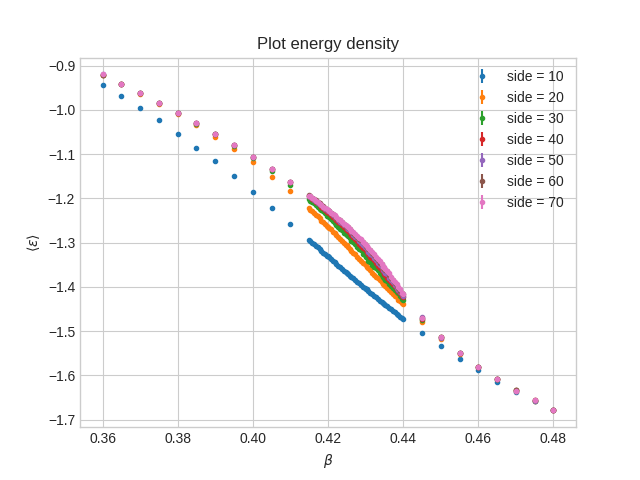 Plot energy density
−0.9
−1.0
−1.1
−1.2
−1.3
−1.4
−1.5
−1.6
−1.7
⟨ε⟩
0.36 0.38 0.40 0.42 0.44 0.46 0.48
β
side = 10
side = 20
side = 30
side = 40
side = 50
side = 60
side = 70